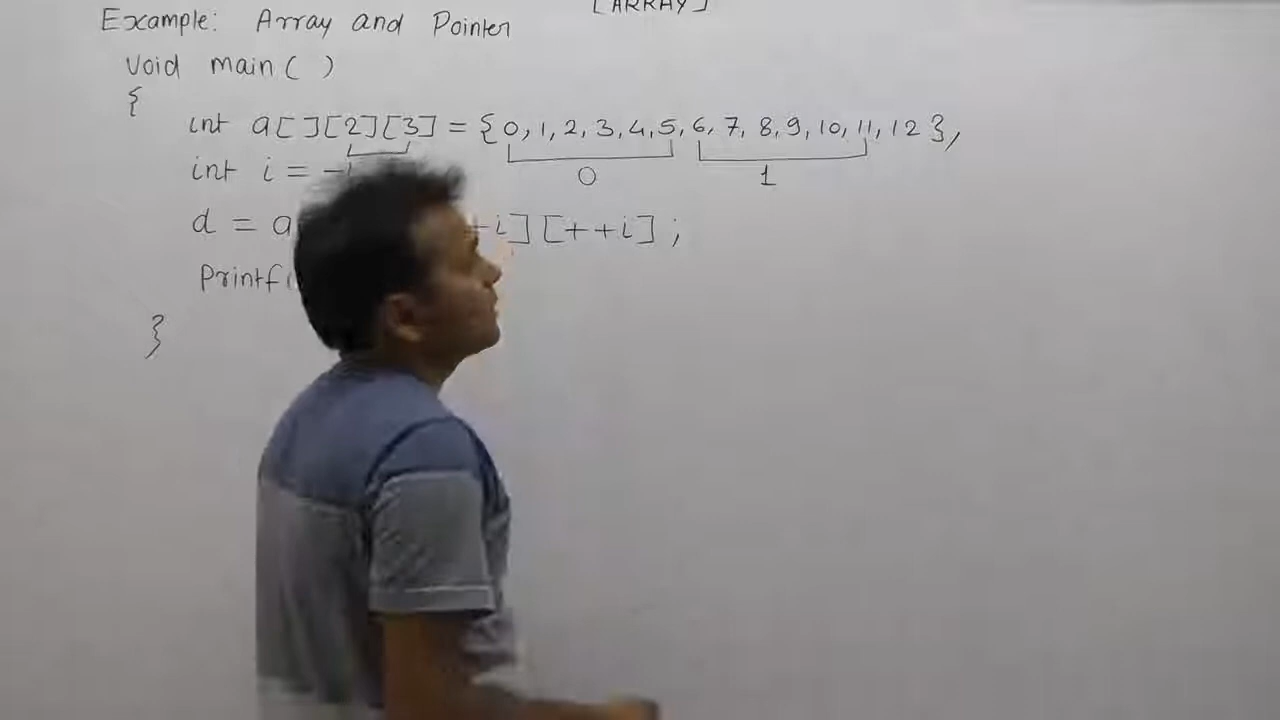 [ARRAY]
Example: Array and Pointer
void main( )
{
int a[][2][3] = {0, 1, 2, 3, 4, 5, 6, 7, 8, 9, 10, 11, 12},
0 1
int i = -
d = a +i][++i];
Printf(
}